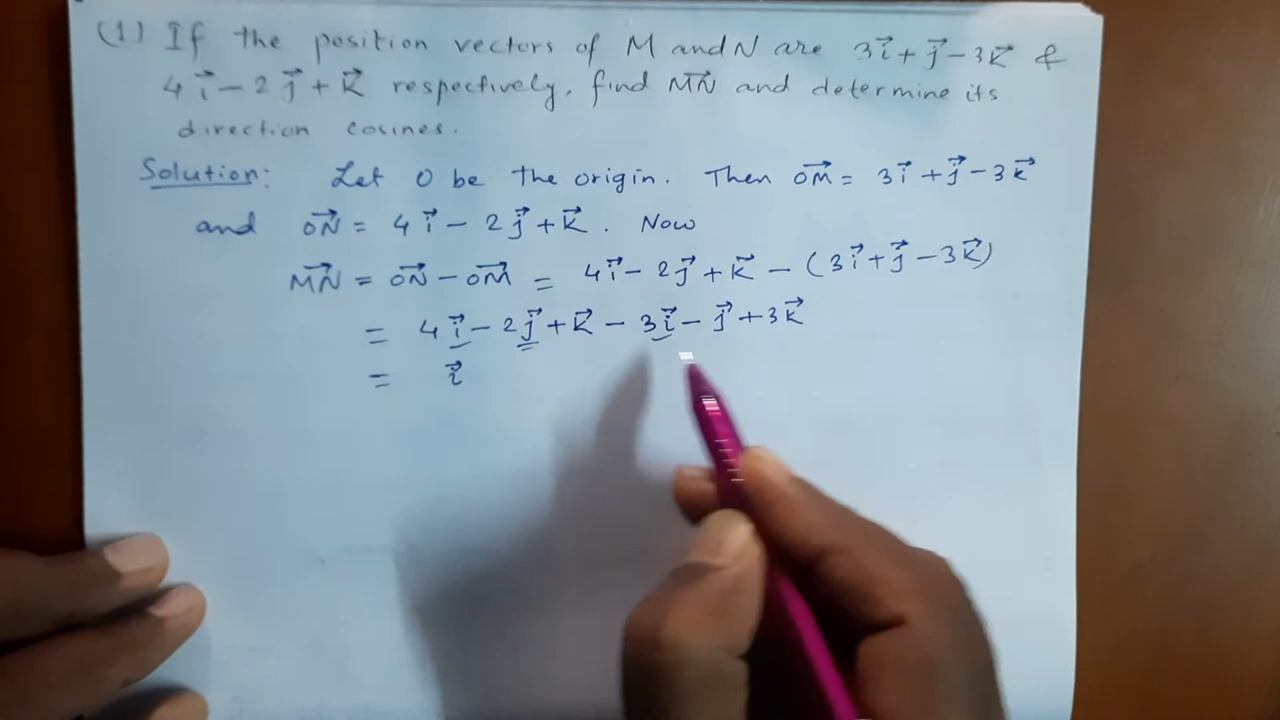 (1) If the position vectors of M and N are 3i⃗ + j⃗ - 3k⃗ &
4i⃗ - 2j⃗ + k⃗ respectively, find MN⃗ and determine its
direction cosines.
Solution: Let O be the origin. Then OM⃗ = 3i⃗ + j⃗ - 3k⃗
and ON⃗ = 4i⃗ - 2j⃗ + k⃗. Now
MN⃗ = ON⃗ - OM⃗ = 4i⃗ - 2j⃗ + k⃗ - (3i⃗ + j⃗ - 3k⃗)
= 4i⃗ - 2j⃗ + k⃗ - 3i⃗ - j⃗ + 3k⃗
= i⃗